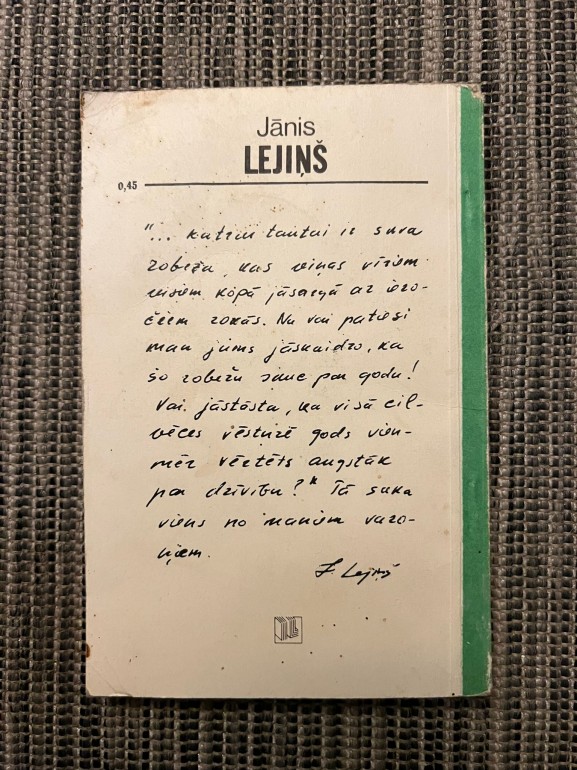 Jānis
LEJIŅŠ
0,45
"... katrai tautai ir sava
robeža, kas viņas vīriem
visiem kopā jāsargā ar iero-
čiem rokās. Nu vai patiesi
man jums jāskaidro, ka
šo robežu sauc par godu!
Vai jāstāsta, ka visā cil-
vēces vēsturē gods vien-
mēr vērtēts augstāk
par dzīvību?" Tā saka
viens no maniem varo-
ņiem.
J. Lejiņš